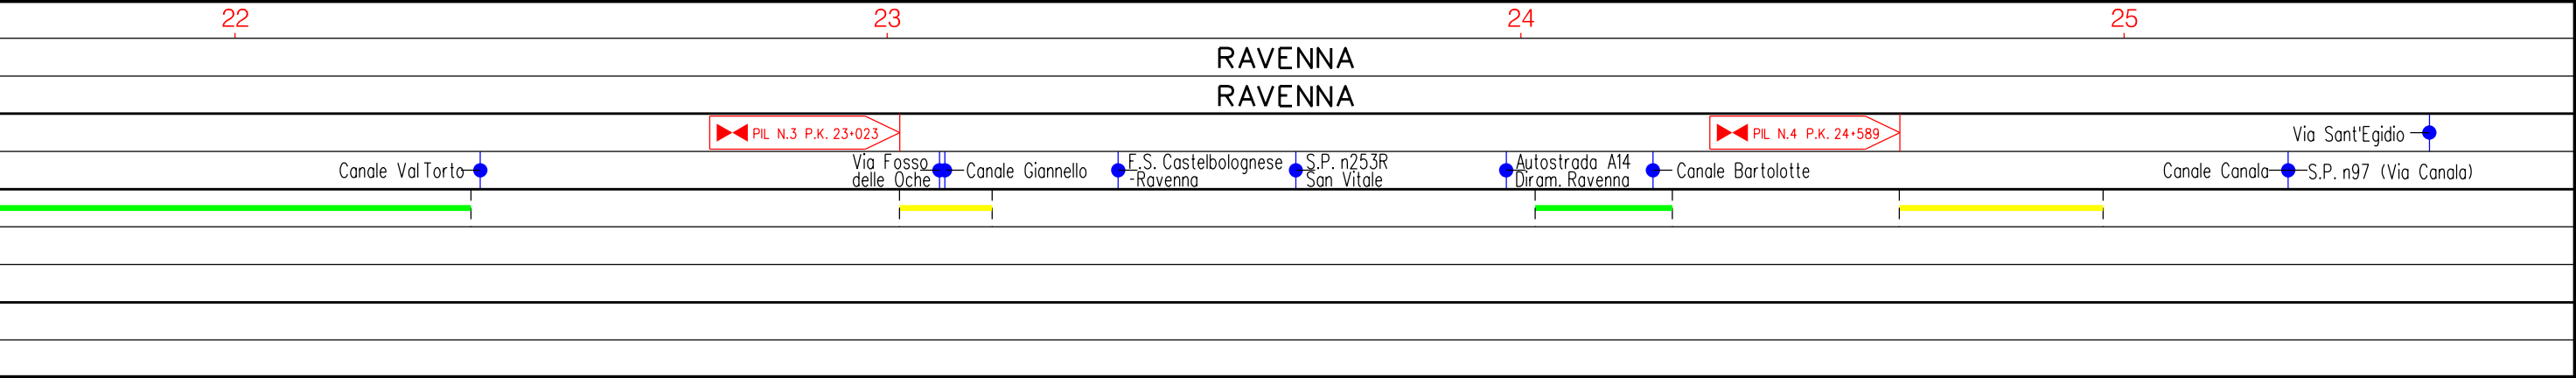 22 23 24 25
RAVENNA
RAVENNA
PIL N.3 P.K. 23+023
PIL N.4 P.K. 24+589
Via Sant'Egidio
Canale Val Torto
Via Fosso
delle Oche
Canale Giannello
F.S. Castelbolognese
-Ravenna
S.P. n253R
San Vitale
Autostrada A14
Diram. Ravenna
Canale Bartolotte
Canale Canala
S.P. n97 (Via Canala)